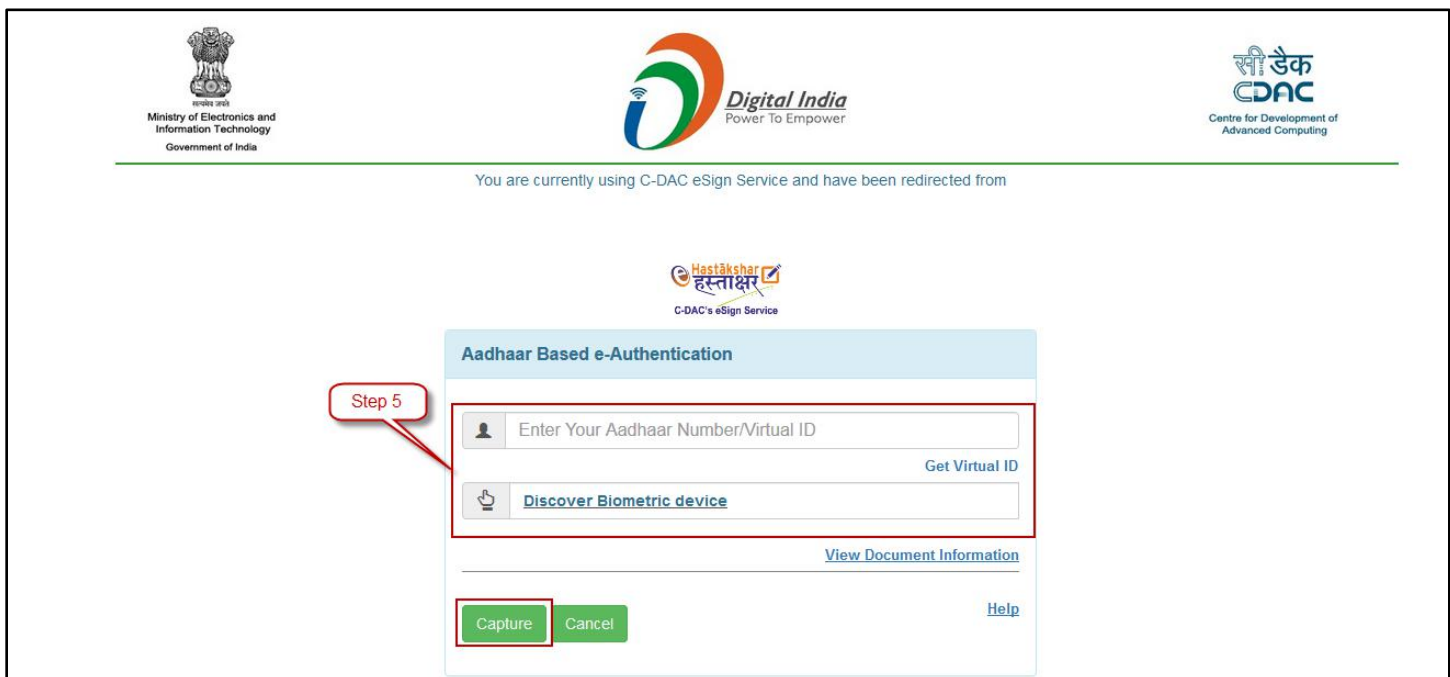 सत्यमेव जयते
Ministry of Electronics and
Information Technology
Government of India
Digital India
Power To Empower
सी डैक
CDAC
Centre for Development of
Advanced Computing
You are currently using C-DAC eSign Service and have been redirected from
e Hastākshar
हस्ताक्षर
C-DAC's eSign Service
Aadhaar Based e-Authentication
Step 5
Enter Your Aadhaar Number/Virtual ID
Get Virtual ID
Discover Biometric device
View Document Information
Capture
Cancel
Help